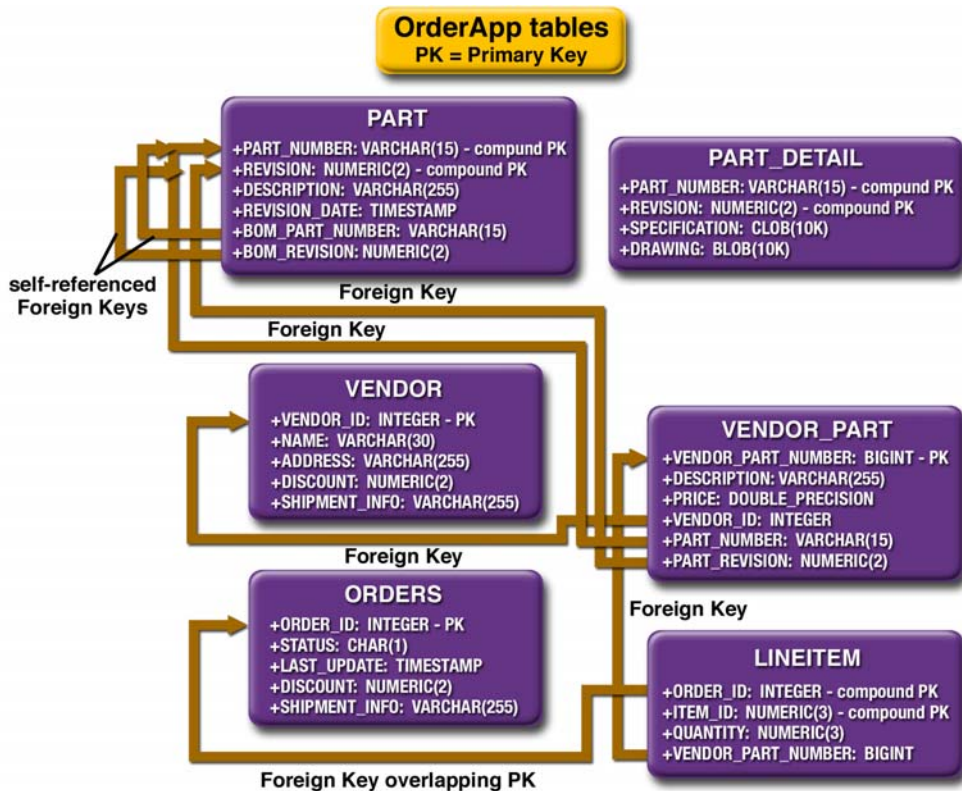 OrderApp tables
PK = Primary Key
PART
+PART_NUMBER: VARCHAR(15) - compund PK
+REVISION: NUMERIC(2) - compound PK
+DESCRIPTION: VARCHAR(255)
+REVISION_DATE: TIMESTAMP
+BOM_PART_NUMBER: VARCHAR(15)
+BOM_REVISION: NUMERIC(2)
PART_DETAIL
+PART_NUMBER: VARCHAR(15) - compund PK
+REVISION: NUMERIC(2) - compound PK
+SPECIFICATION: CLOB(10K)
+DRAWING: BLOB(10K)
self-referenced
Foreign Keys
Foreign Key
Foreign Key
VENDOR
+VENDOR_ID: INTEGER - PK
+NAME: VARCHAR(30)
+ADDRESS: VARCHAR(255)
+DISCOUNT: NUMERIC(2)
+SHIPMENT_INFO: VARCHAR(255)
VENDOR_PART
+VENDOR_PART_NUMBER: BIGINT - PK
+DESCRIPTION: VARCHAR(255)
+PRICE: DOUBLE_PRECISION
+VENDOR_ID: INTEGER
+PART_NUMBER: VARCHAR(15)
+PART_REVISION: NUMERIC(2)
Foreign Key
ORDERS
+ORDER_ID: INTEGER - PK
+STATUS: CHAR(1)
+LAST_UPDATE: TIMESTAMP
+DISCOUNT: NUMERIC(2)
+SHIPMENT_INFO: VARCHAR(255)
Foreign Key
LINEITEM
+ORDER_ID: INTEGER - compound PK
+ITEM_ID: NUMERIC(3) - compound PK
+QUANTITY: NUMERIC(3)
+VENDOR_PART_NUMBER: BIGINT
Foreign Key overlapping PK